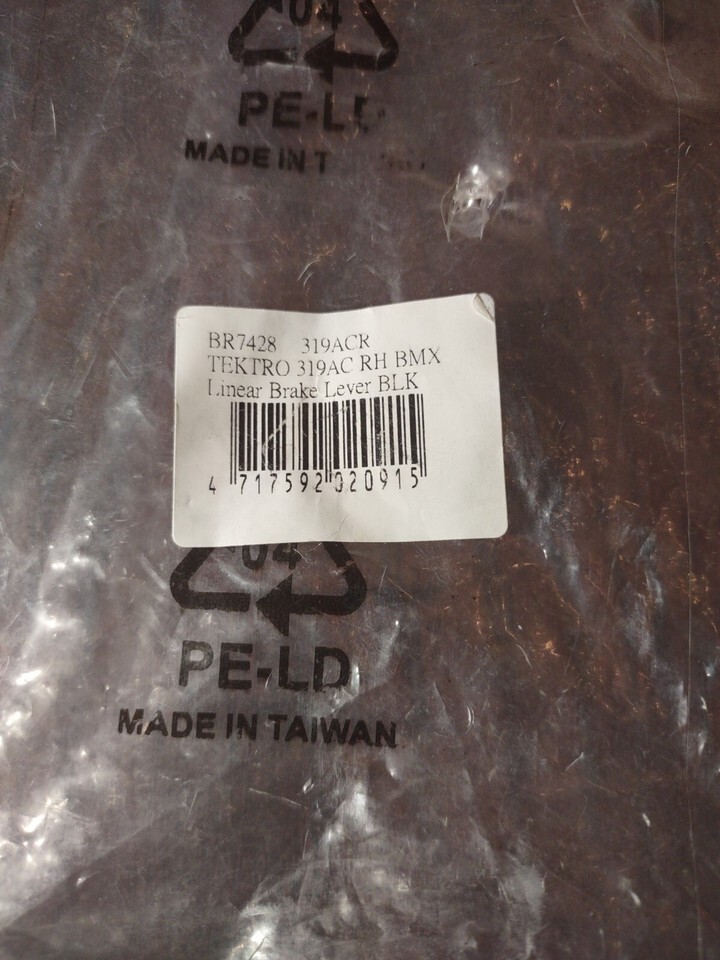 04
PE-LD
MADE IN T
BR7428 319ACR
TEKTRO 319AC RH BMX
Linear Brake Lever BLK
4 717592 020915
04
PE-LD
MADE IN TAIWAN